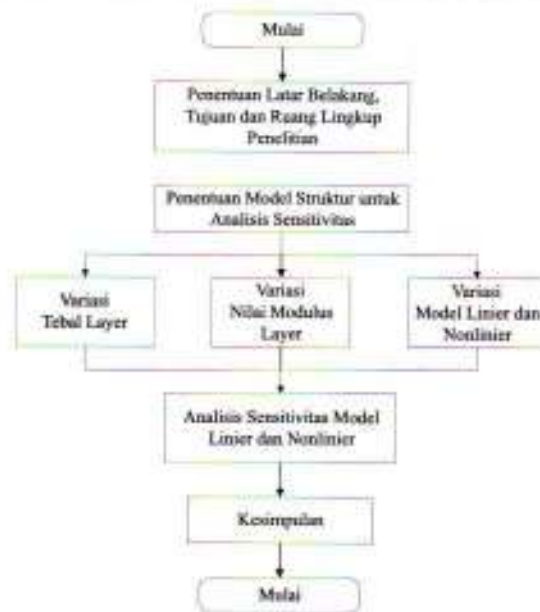 Mulai
Penentuan Latar Belakang,
Tujuan dan Ruang Lingkup
Penelitian
Penentuan Model Struktur untuk
Analisis Sensitivitas
Variasi
Tebal Layer
Variasi
Nilai Modulus
Layer
Variasi
Model Linier dan
Nonlinier
Analisis Sensitivitas Model
Linier dan Nonlinier
Kesimpulan
Mulai